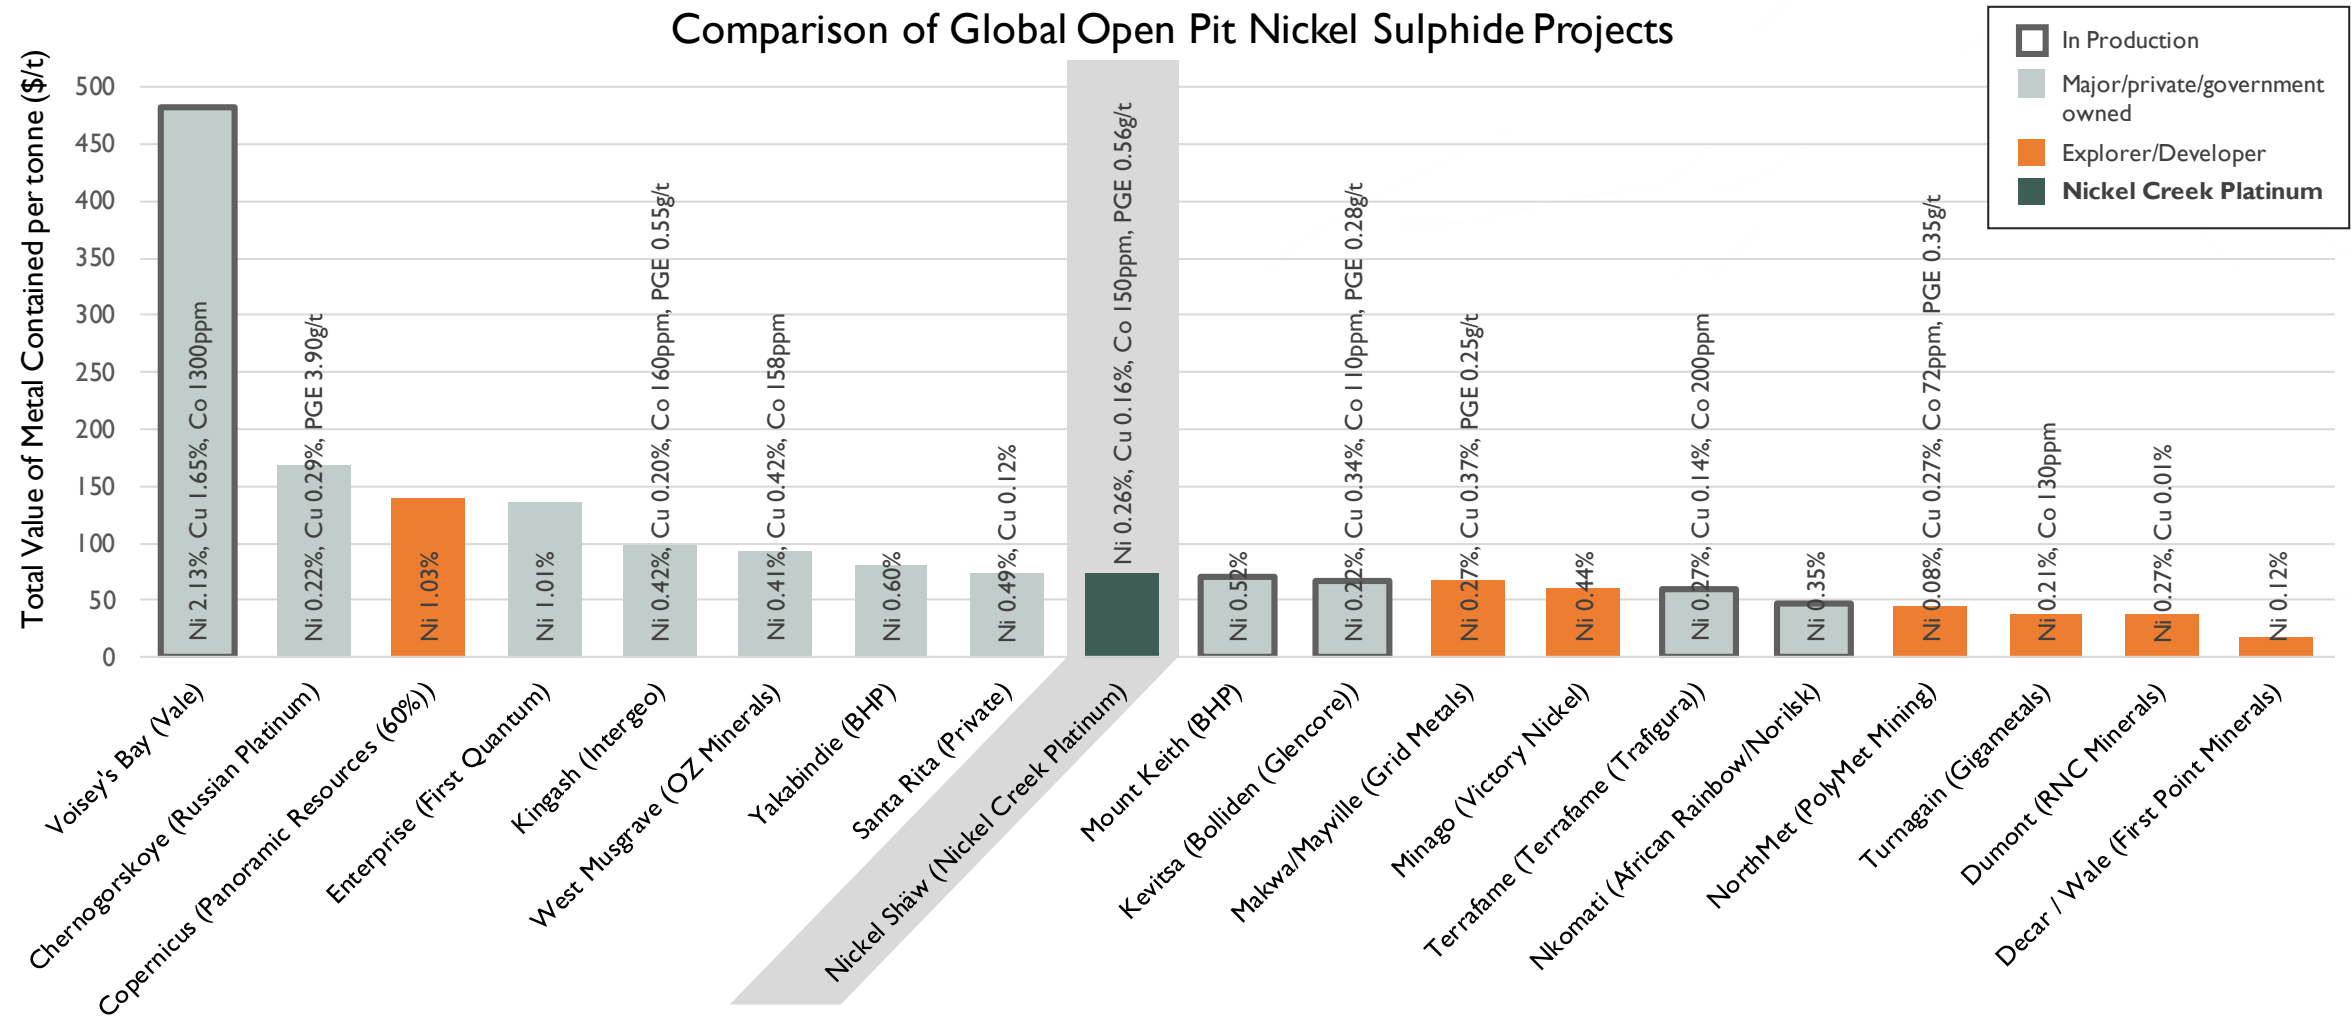 Comparison of Global Open Pit Nickel Sulphide Projects
In Production
Major/private/government
owned
Explorer/Developer
Nickel Creek Platinum
Total Value of Metal Contained per tonne ($/t)
500
450
400
350
300
250
200
150
100
50
0
Ni 2.13%, Cu 1.65%, Co 1300ppm
Ni 0.22%, Cu 0.29%, PGE 3.90g/t
Ni 1.03%
Ni 1.01%
Ni 0.42%, Cu 0.20%, Co 160ppm, PGE 0.55g/t
Ni 0.41%, Cu 0.42%, Co 158ppm
Ni 0.60%
Ni 0.49%, Cu 0.12%
Ni 0.26%, Cu 0.16%, Co 150ppm, PGE 0.56g/t
Ni 0.52%
Ni 0.22%, Cu 0.34%, Co 110ppm, PGE 0.28g/t
Ni 0.27%, Cu 0.37%, PGE 0.25g/t
Ni 0.44%
Ni 0.27%, Cu 0.14%, Co 200ppm
Ni 0.35%
Ni 0.08%, Cu 0.27%, Co 72ppm, PGE 0.35g/t
Ni 0.21%, Co 130ppm
Ni 0.27%, Cu 0.01%
Ni 0.12%
Voisey's Bay (Vale)
Chernogorskoye (Russian Platinum)
Copernicus (Panoramic Resources (60%))
Enterprise (First Quantum)
Kingash (Intergeo)
West Musgrave (OZ Minerals)
Yakabindie (BHP)
Santa Rita (Private)
Nickel Shäw (Nickel Creek Platinum)
Mount Keith (BHP)
Kevitsa (Bolliden (Glencore))
Makwa/Mayville (Grid Metals)
Minago (Victory Nickel)
Terrafame (Terrafame (Trafigura))
Nkomati (African Rainbow/Norilsk)
NorthMet (PolyMet Mining)
Turnagain (Gigametals)
Dumont (RNC Minerals)
Decar / Wale (First Point Minerals)